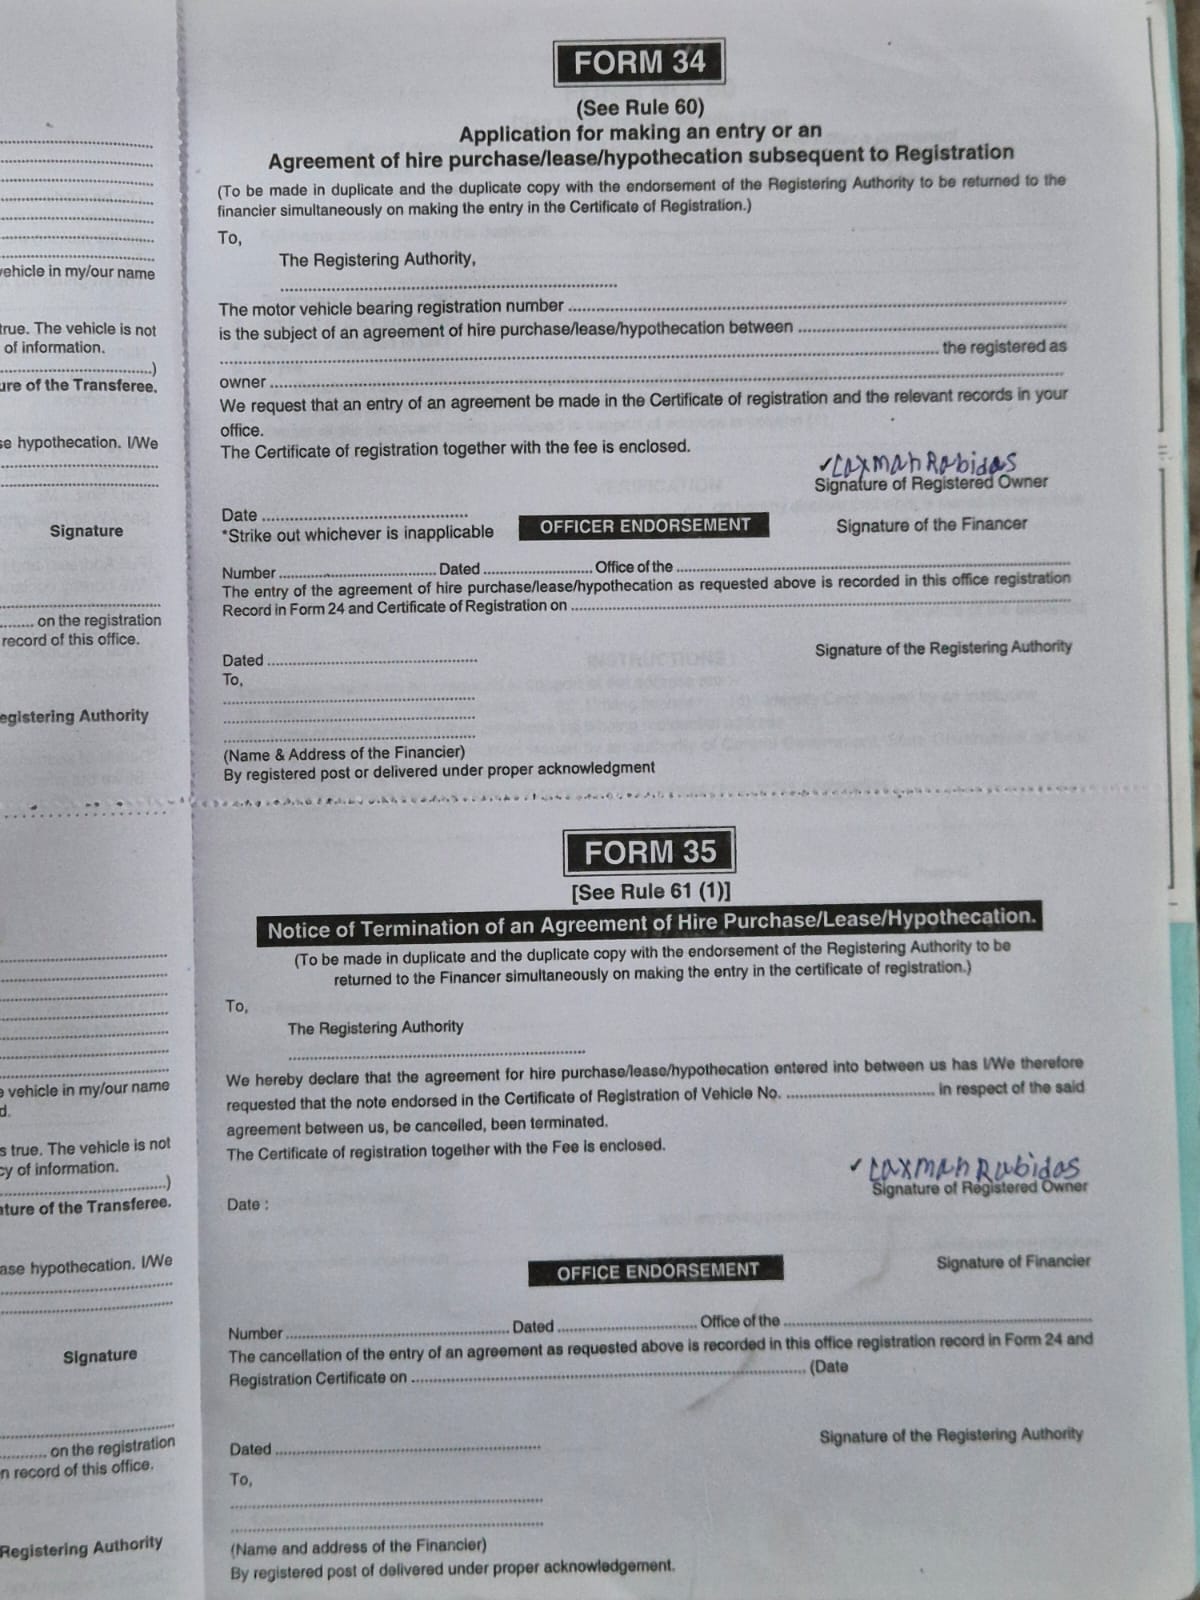 vehicle in my/our name
true. The vehicle is not
of information.
..............................)
ure of the Transferee.
se hypothecation. I/We
Signature
........ on the registration
record of this office.
egistering Authority
FORM 34
(See Rule 60)
Application for making an entry or an
Agreement of hire purchase/lease/hypothecation subsequent to Registration
(To be made in duplicate and the duplicate copy with the endorsement of the Registering Authority to be returned to the
financier simultaneously on making the entry in the Certificate of Registration.)
To,
The Registering Authority,
..............................
The motor vehicle bearing registration number ..............................
is the subject of an agreement of hire purchase/lease/hypothecation between ..............................
.............................. the registered as
owner ..............................
We request that an entry of an agreement be made in the Certificate of registration and the relevant records in your
office.
The Certificate of registration together with the fee is enclosed.
✓Laxman Rabidas
Signature of Registered Owner
Date ..............................
*Strike out whichever is inapplicable
OFFICER ENDORSEMENT
Signature of the Financer
Number .............................. Dated .............................. Office of the ..............................
The entry of the agreement of hire purchase/lease/hypothecation as requested above is recorded in this office registration
Record in Form 24 and Certificate of Registration on ..............................
Signature of the Registering Authority
Dated ..............................
To,
..............................
..............................
..............................
(Name & Address of the Financier)
By registered post or delivered under proper acknowledgment
e vehicle in my/our name
d.
s true. The vehicle is not
cy of information.
..............................)
ature of the Transferee.
ase hypothecation. I/We
Signature
........... on the registration
n record of this office.
Registering Authority
FORM 35
[See Rule 61 (1)]
Notice of Termination of an Agreement of Hire Purchase/Lease/Hypothecation.
(To be made in duplicate and the duplicate copy with the endorsement of the Registering Authority to be
returned to the Financer simultaneously on making the entry in the certificate of registration.)
To,
The Registering Authority
..............................
We hereby declare that the agreement for hire purchase/lease/hypothecation entered into between us has I/We therefore
requested that the note endorsed in the Certificate of Registration of Vehicle No. .............................. in respect of the said
agreement between us, be cancelled, been terminated.
The Certificate of registration together with the Fee is enclosed.
✓Laxman Rabidas
Signature of Registered Owner
Date :
Signature of Financier
OFFICE ENDORSEMENT
Number .............................. Dated .............................. Office of the ..............................
The cancellation of the entry of an agreement as requested above is recorded in this office registration record in Form 24 and
Registration Certificate on .............................. (Date
Signature of the Registering Authority
Dated ..............................
To,
..............................
..............................
(Name and address of the Financier)
By registered post of delivered under proper acknowledgement.